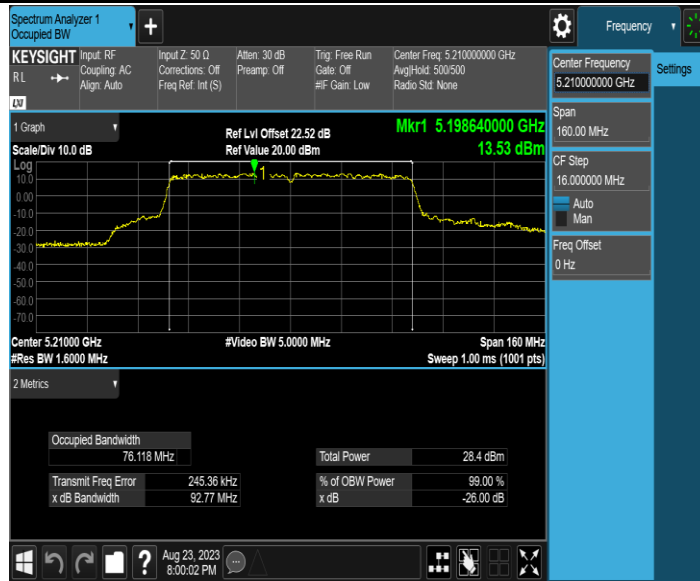 Spectrum Analyzer 1
Occupied BW
+
Frequency
KEYSIGHT
RL
LXI
Input: RF
Coupling: AC
Align: Auto
Input Z: 50 Ω
Corrections: Off
Freq Ref: Int (S)
Atten: 30 dB
Preamp: Off
Trig: Free Run
Gate: Off
#IF Gain: Low
Center Freq: 5.210000000 GHz
Avg|Hold: 500/500
Radio Std: None
Center Frequency
5.210000000 GHz
Settings
Span
160.00 MHz
CF Step
16.000000 MHz
Auto
Man
Freq Offset
0 Hz
1 Graph
Scale/Div 10.0 dB
Ref Lvl Offset 22.52 dB
Ref Value 20.00 dBm
Mkr1 5.198640000 GHz
13.53 dBm
Log
10.0
0.00
-10.0
-20.0
-30.0
-40.0
-50.0
-60.0
-70.0
1
Center 5.21000 GHz
#Video BW 5.0000 MHz
Span 160 MHz
#Res BW 1.6000 MHz
Sweep 1.00 ms (1001 pts)
2 Metrics
Occupied Bandwidth
76.118 MHz
Total Power 28.4 dBm
Transmit Freq Error 245.36 kHz
% of OBW Power 99.00 %
x dB Bandwidth 92.77 MHz
x dB -26.00 dB
?
Aug 23, 2023
8:00:02 PM